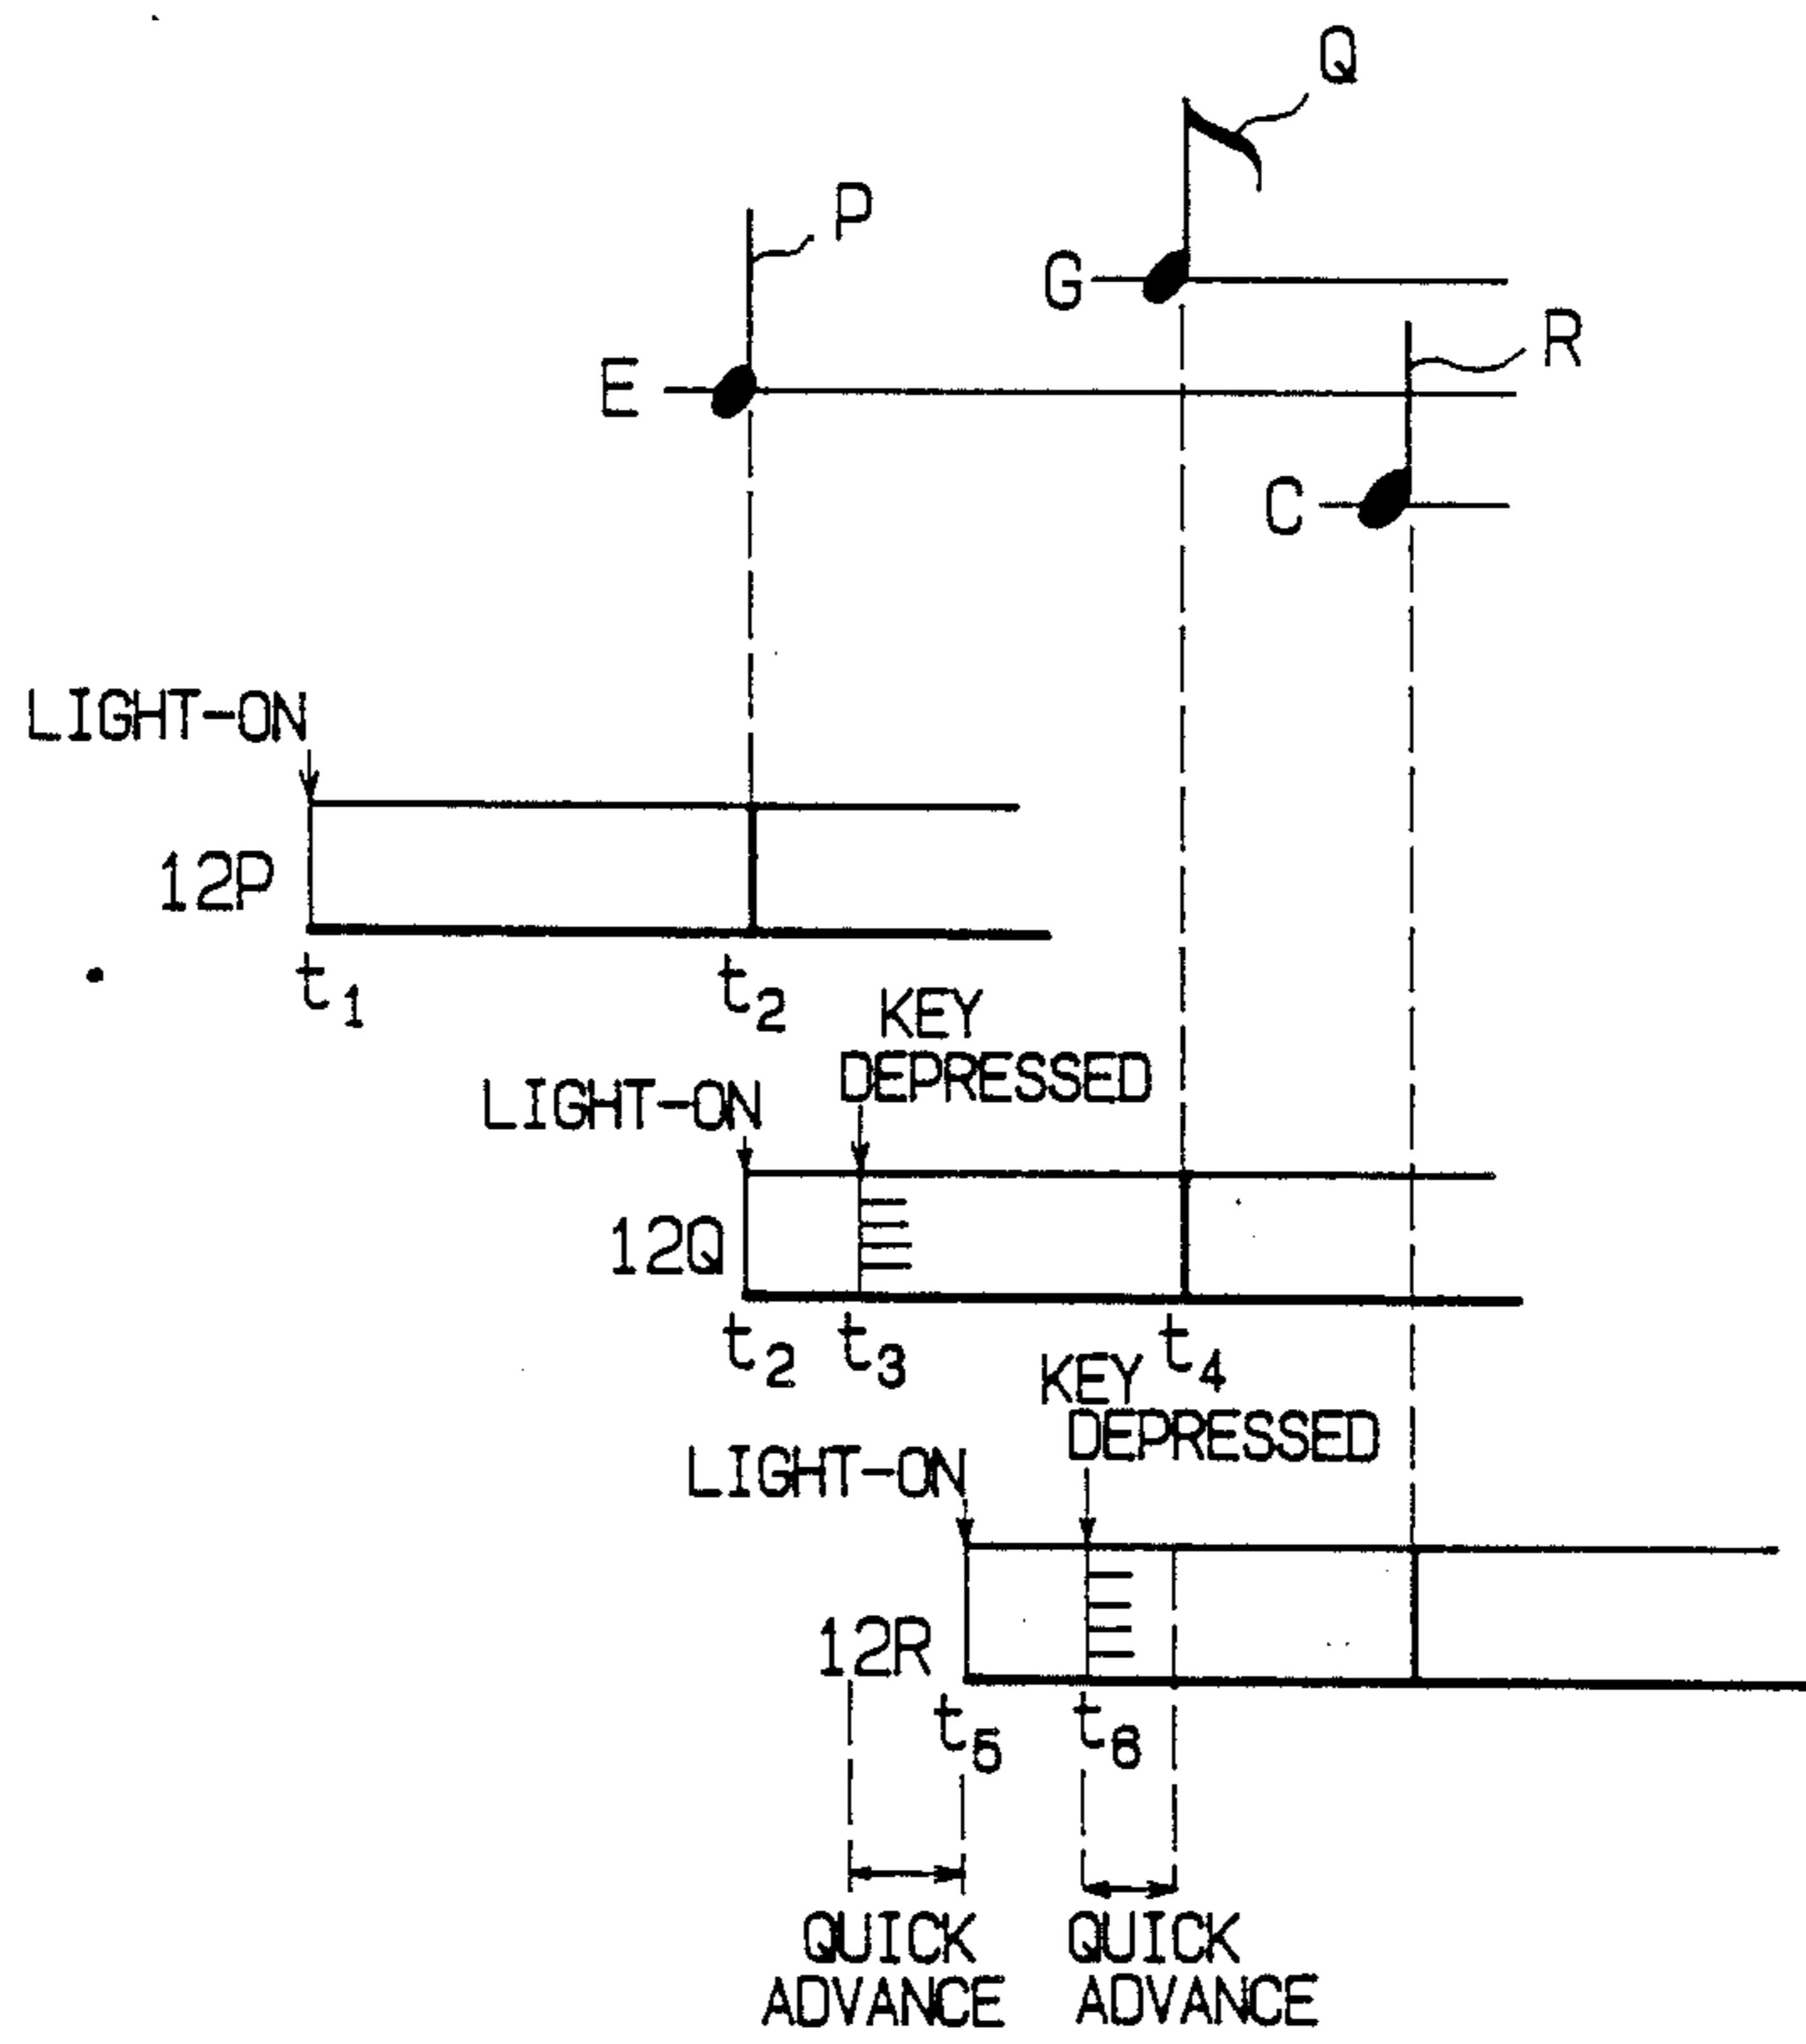 Q
P
G
R
E
C
LIGHT-ON
12P
t1
t2
KEY
DEPRESSED
LIGHT-ON
12Q
t2
t3
t4
KEY
DEPRESSED
LIGHT-ON
12R
t5
t6
QUICK
ADVANCE
QUICK
ADVANCE